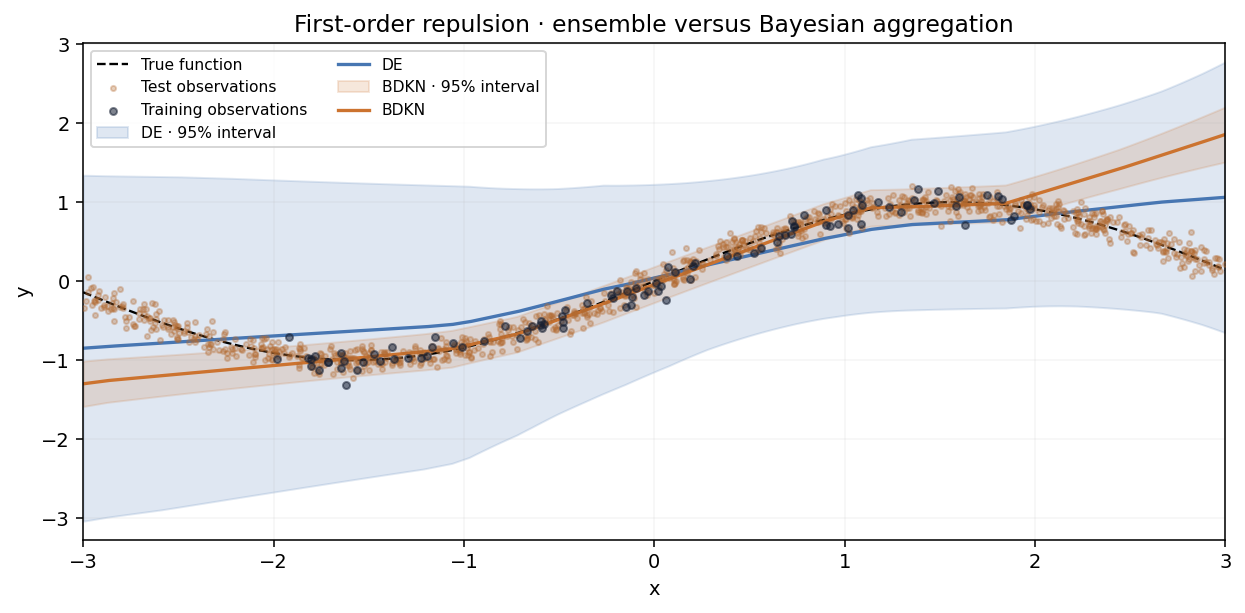 First-order repulsion · ensemble versus Bayesian aggregation
True function
Test observations
Training observations
DE · 95% interval
DE
BDKN · 95% interval
BDKN
3
2
1
0
−1
−2
−3
y
−3
−2
−1
0
1
2
3
x